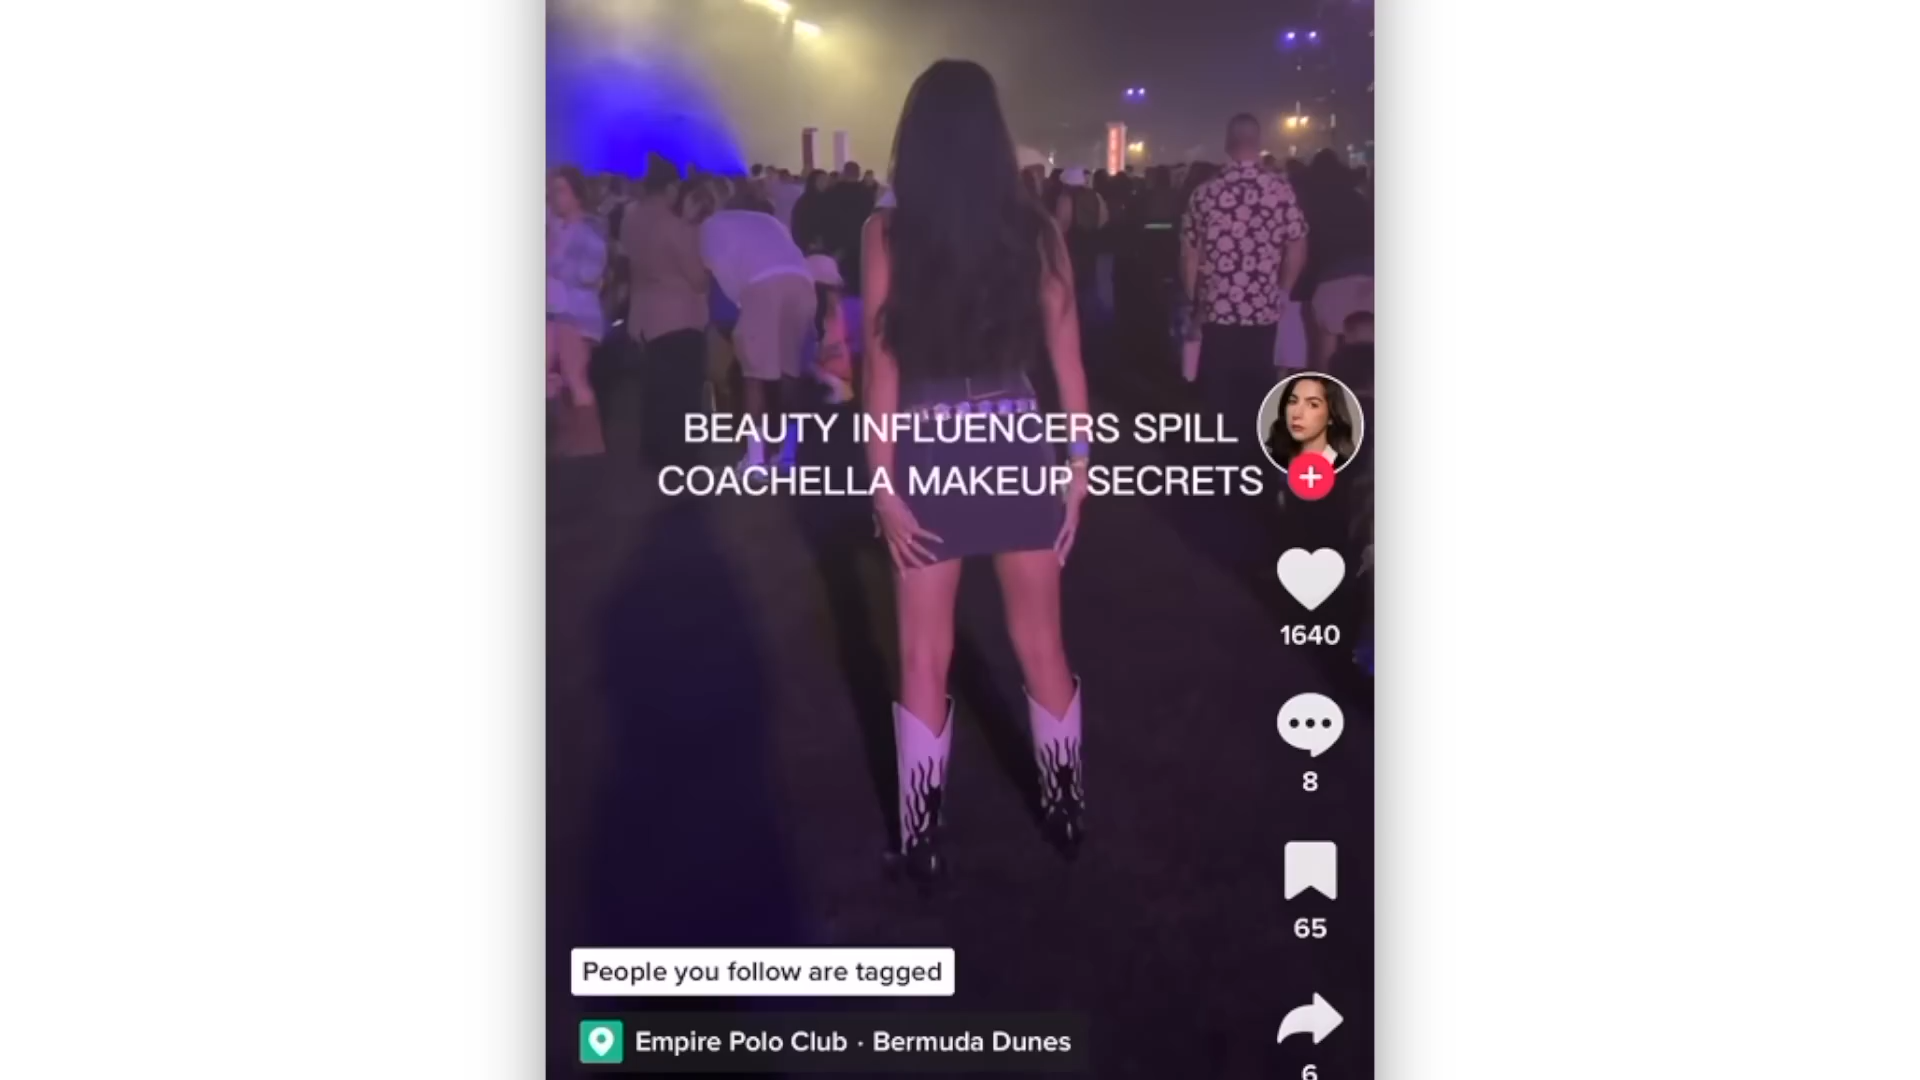 BEAUTY INFLUENCERS SPILL
COACHELLA MAKEUP SECRETS
1640
8
65
People you follow are tagged
Empire Polo Club · Bermuda Dunes
6